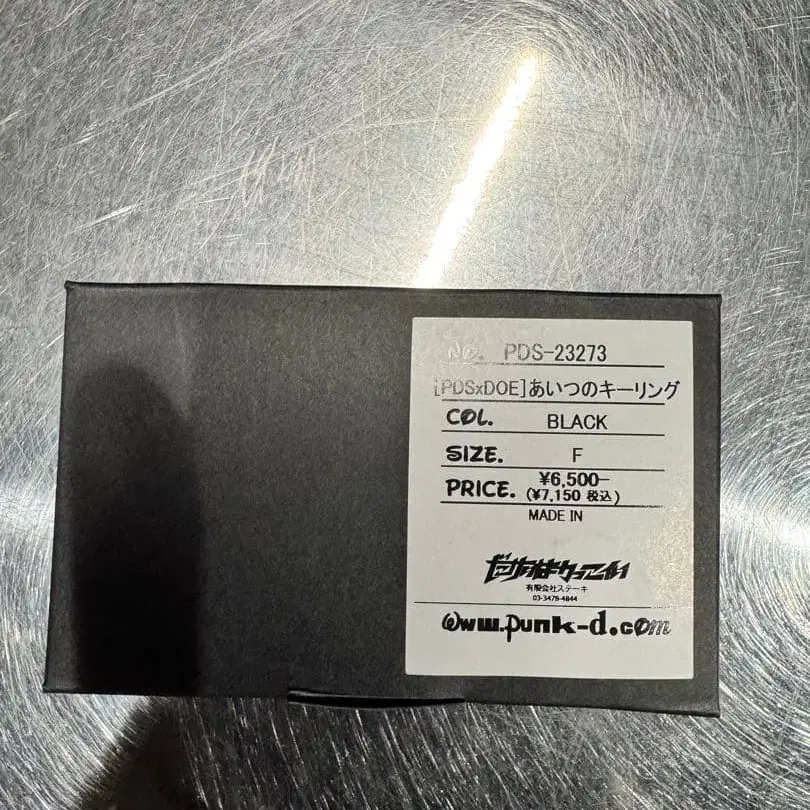 NO. PDS-23273
[PDSxDOE]あいつのキーリング
COL. BLACK
SIZE. F
PRICE. ¥6,500-
(¥7,150 税込)
MADE IN
有限会社ステーキ
03-3478-4844
www.punk-d.com